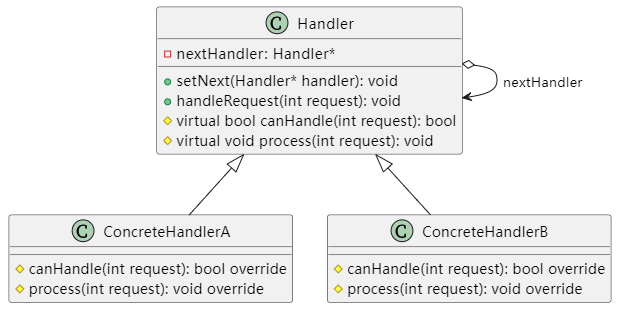 C Handler
nextHandler: Handler*
setNext(Handler* handler): void
handleRequest(int request): void
virtual bool canHandle(int request): bool
virtual void process(int request): void
nextHandler
C ConcreteHandlerA
canHandle(int request): bool override
process(int request): void override
C ConcreteHandlerB
canHandle(int request): bool override
process(int request): void override